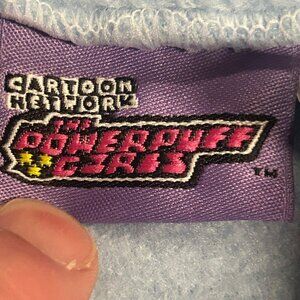 CARTOON
NETWORK
THE
POWERPUFF
GIRLS
TM